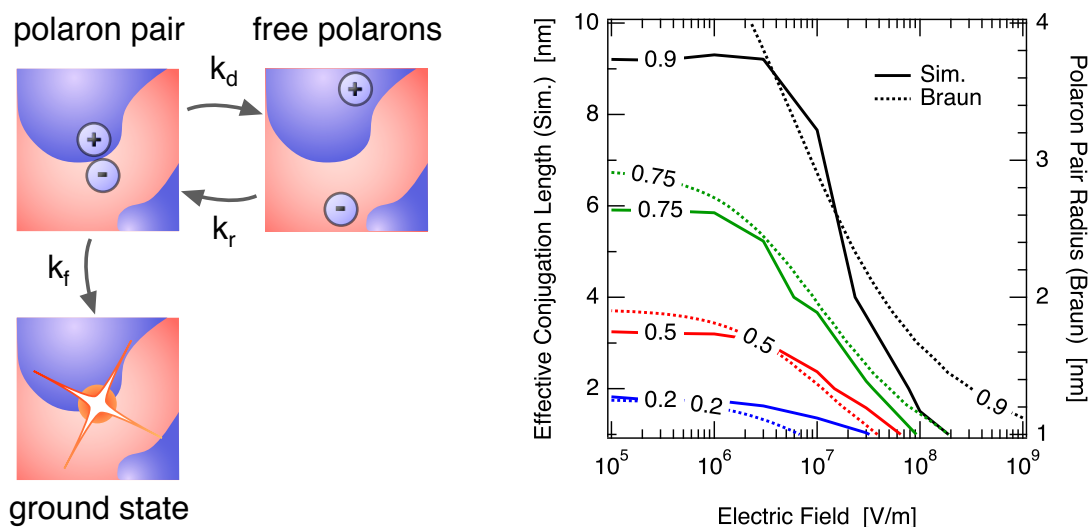 polaron pair
free polarons
k_d
+
-
+
-
k_r
k_f
ground state
Effective Conjugation Length (Sim.) [nm]
10
8
6
4
2
0.9
Sim.
Braun
0.75
0.75
0.5
0.5
0.2
0.2
0.9
4
3
2
1
Polaron Pair Radius (Braun) [nm]
10^5
10^6
10^7
10^8
10^9
Electric Field [V/m]